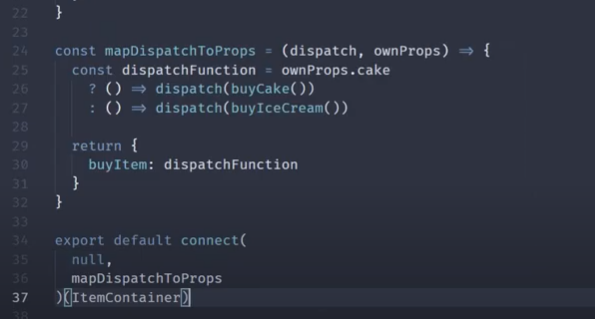 22 }
23
24 const mapDispatchToProps = (dispatch, ownProps) => {
25 const dispatchFunction = ownProps.cake
26 ? () => dispatch(buyCake())
27 : () => dispatch(buyIceCream())
28
29 return {
30 buyItem: dispatchFunction
31 }
32 }
33
34 export default connect(
35 null,
36 mapDispatchToProps
37 )(ItemContainer)
38